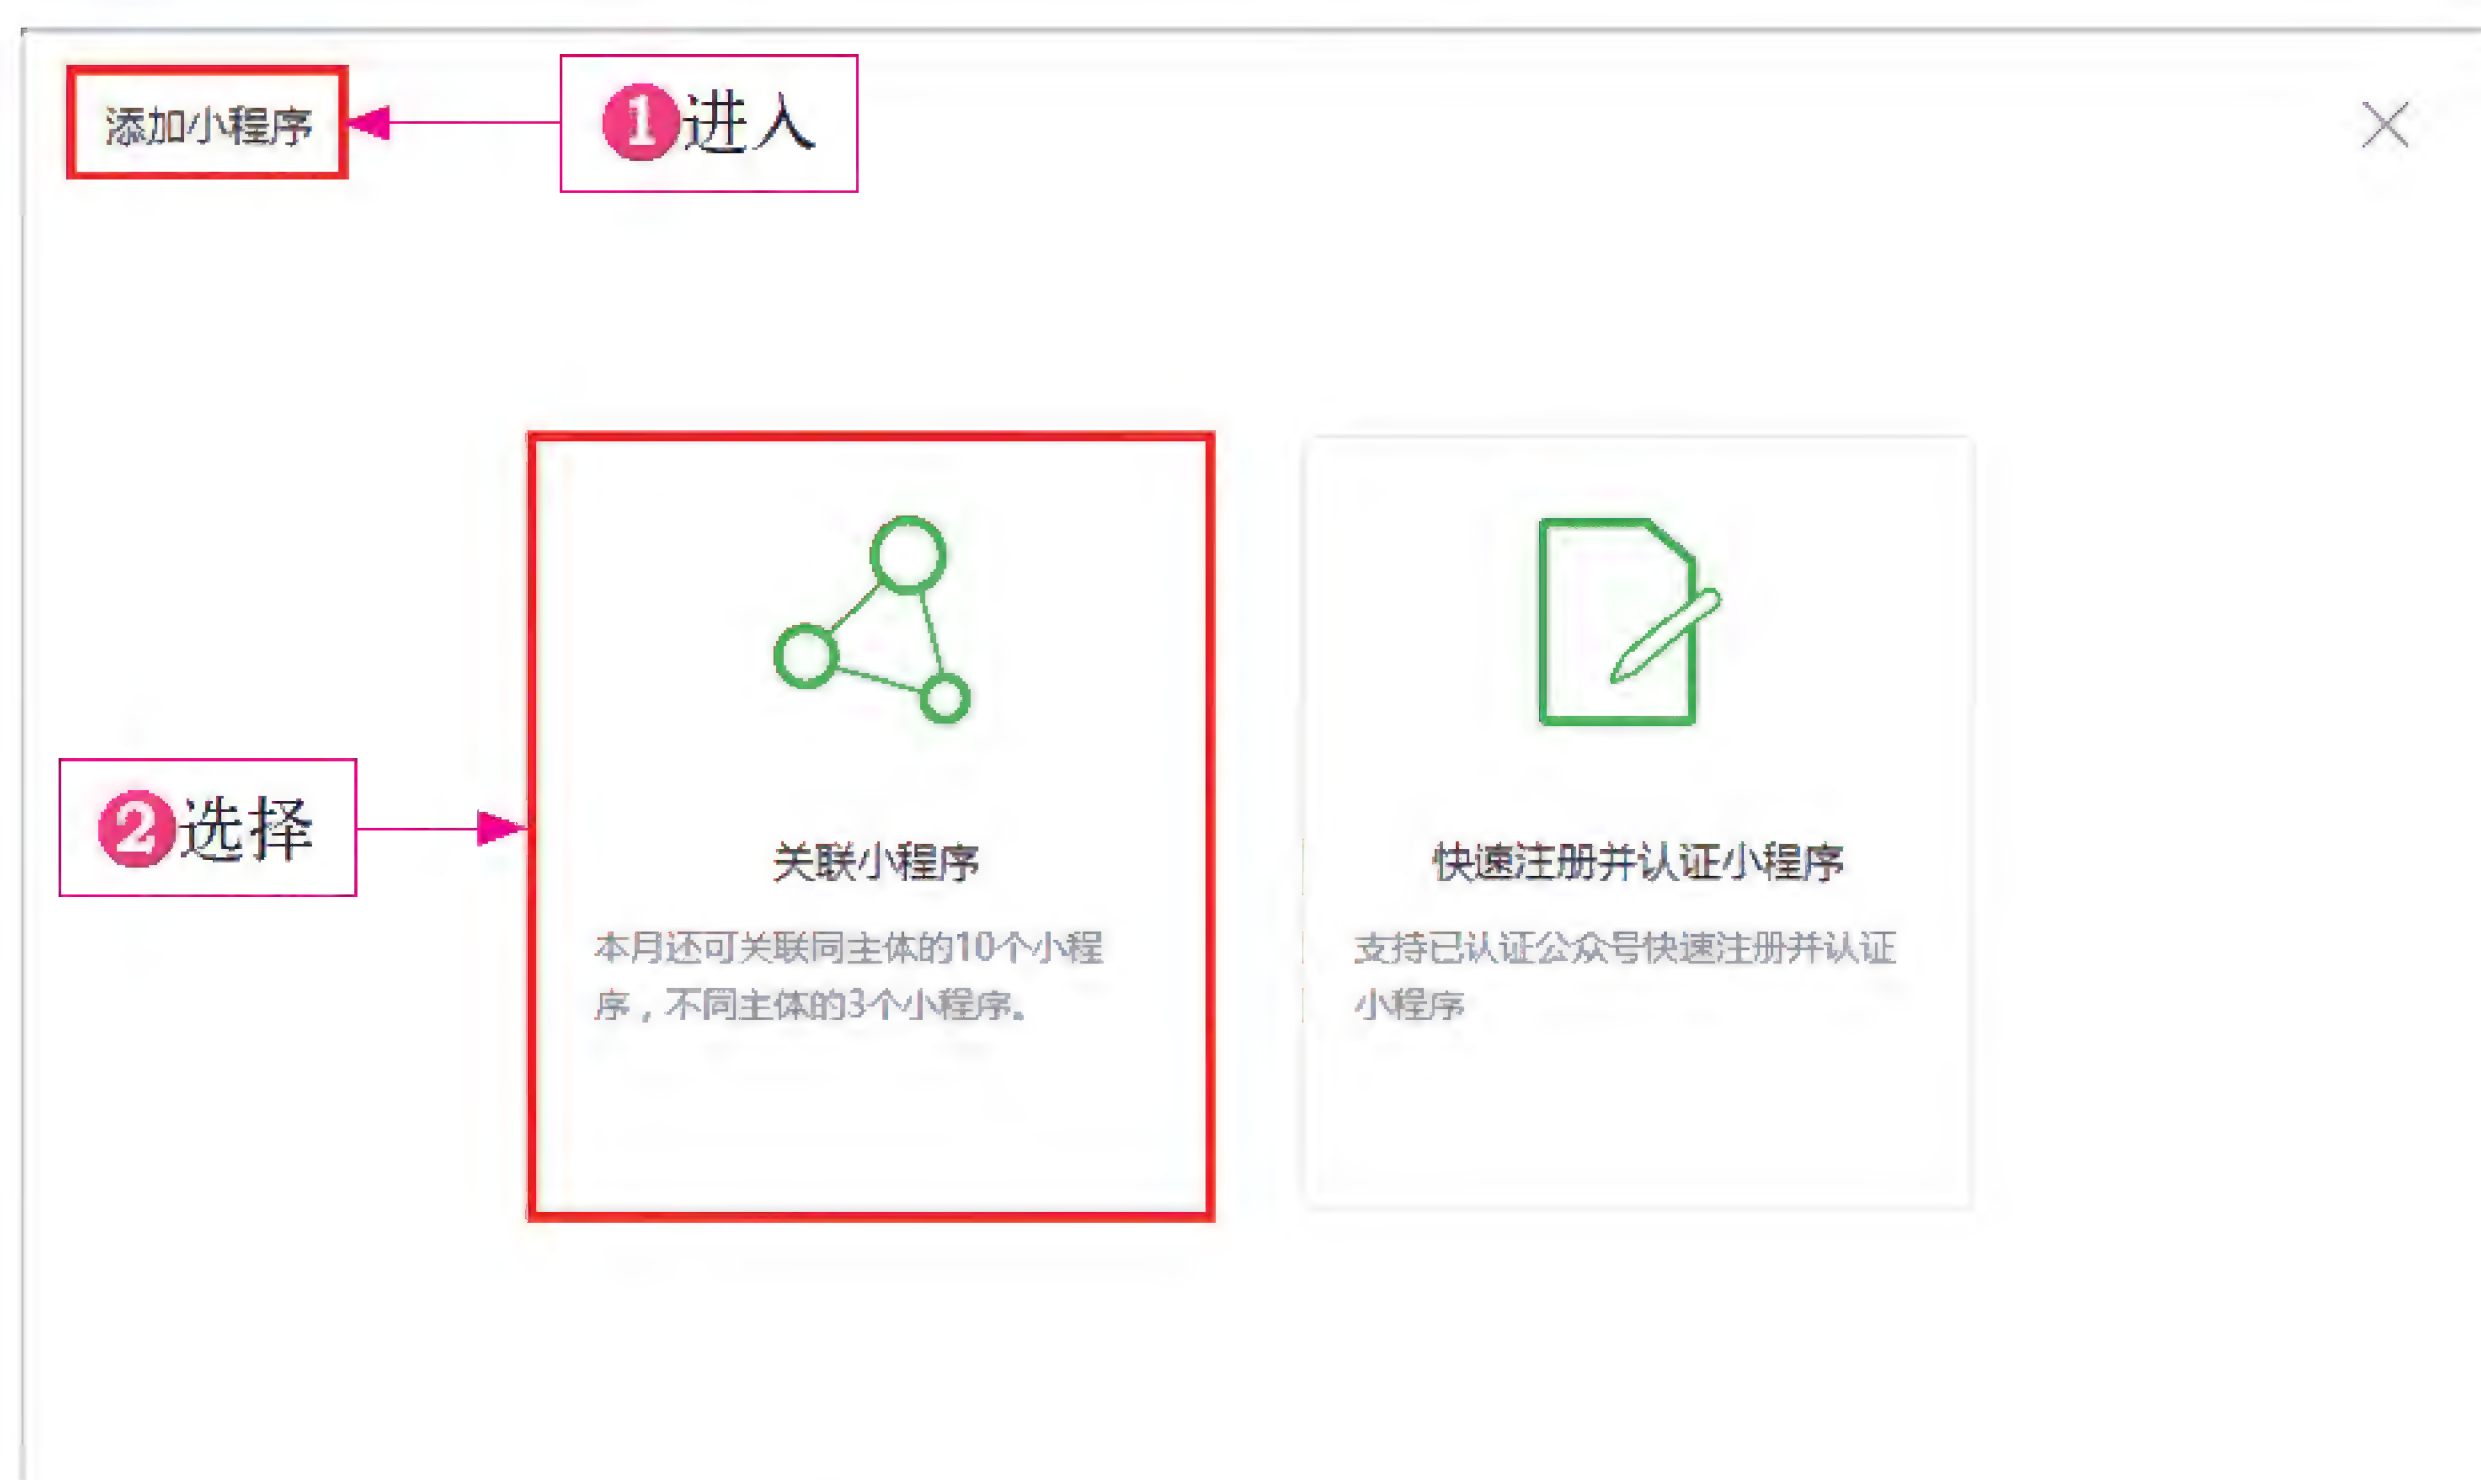 添加小程序
❶进入
❷选择
关联小程序
本月还可关联同主体的10个小程
序，不同主体的3个小程序。
快速注册并认证小程序
支持已认证公众号快速注册并认证
小程序